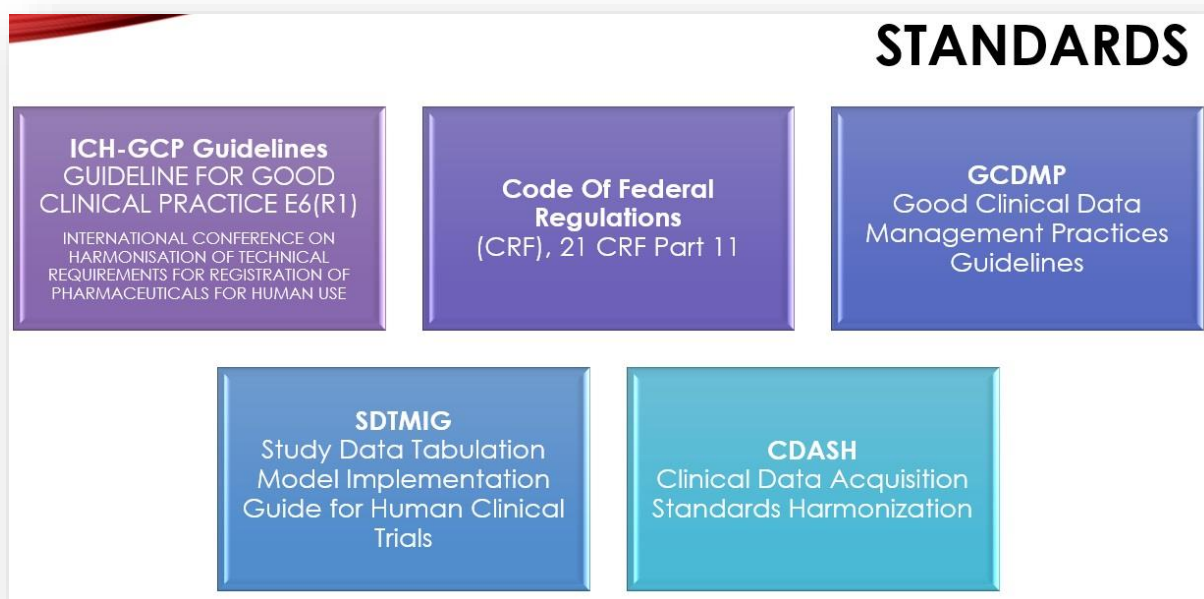 STANDARDS
ICH-GCP Guidelines
GUIDELINE FOR GOOD
CLINICAL PRACTICE E6(R1)
INTERNATIONAL CONFERENCE ON
HARMONISATION OF TECHNICAL
REQUIREMENTS FOR REGISTRATION OF
PHARMACEUTICALS FOR HUMAN USE
Code Of Federal
Regulations
(CRF), 21 CRF Part 11
GCDMP
Good Clinical Data
Management Practices
Guidelines
SDTMIG
Study Data Tabulation
Model Implementation
Guide for Human Clinical
Trials
CDASH
Clinical Data Acquisition
Standards Harmonization